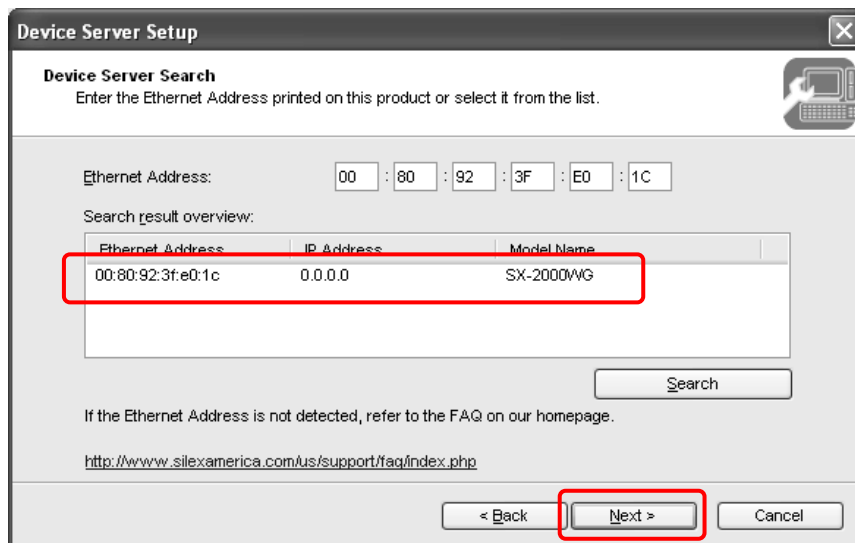 Device Server Setup
Device Server Search
Enter the Ethernet Address printed on this product or select it from the list.
Ethernet Address: 00 : 80 : 92 : 3F : E0 : 1C
Search result overview:
Ethernet Address IP Address Model Name
00:80:92:3f:e0:1c 0.0.0.0 SX-2000WG
Search
If the Ethernet Address is not detected, refer to the FAQ on our homepage.
http://www.silexamerica.com/us/support/faq/index.php
< Back Next > Cancel